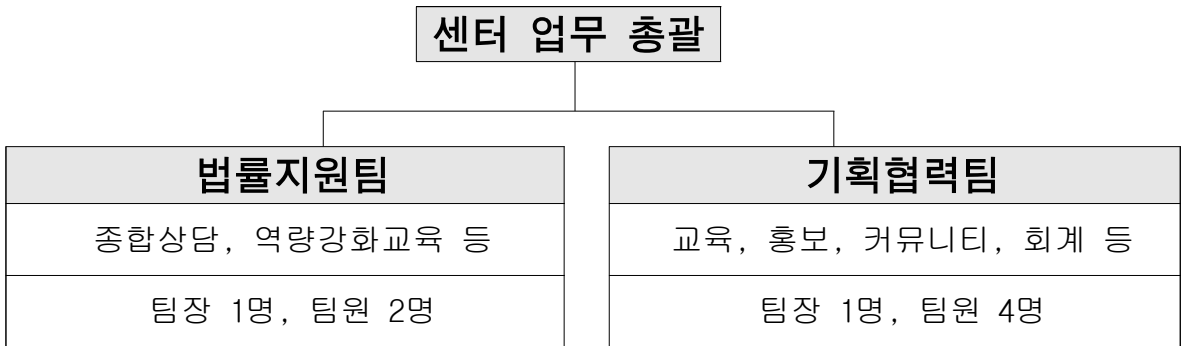 센터 업무 총괄
법률지원팀
종합상담, 역량강화교육 등
팀장 1명, 팀원 2명
기획협력팀
교육, 홍보, 커뮤니티, 회계 등
팀장 1명, 팀원 4명